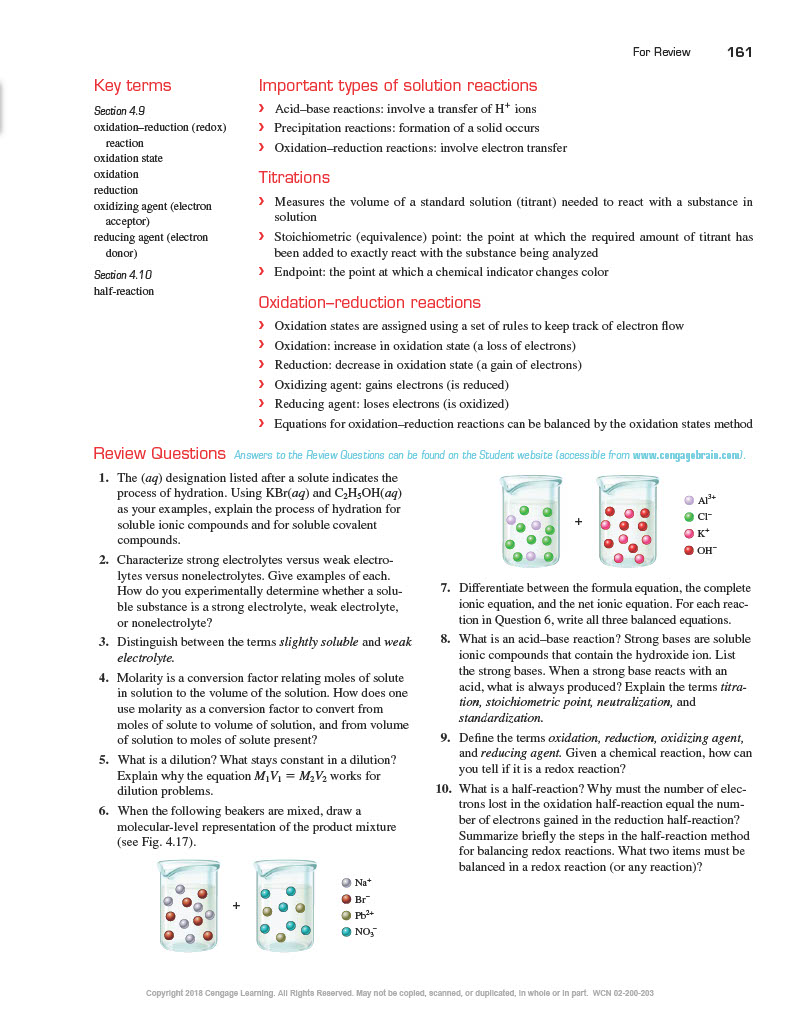 For Review 161
Key terms
Section 4.9
oxidation–reduction (redox)
reaction
oxidation state
oxidation
reduction
oxidizing agent (electron
acceptor)
reducing agent (electron
donor)
Section 4.10
half-reaction
Important types of solution reactions
› Acid–base reactions: involve a transfer of H⁺ ions
› Precipitation reactions: formation of a solid occurs
› Oxidation–reduction reactions: involve electron transfer
Titrations
› Measures the volume of a standard solution (titrant) needed to react with a substance in
solution
› Stoichiometric (equivalence) point: the point at which the required amount of titrant has
been added to exactly react with the substance being analyzed
› Endpoint: the point at which a chemical indicator changes color
Oxidation–reduction reactions
› Oxidation states are assigned using a set of rules to keep track of electron flow
› Oxidation: increase in oxidation state (a loss of electrons)
› Reduction: decrease in oxidation state (a gain of electrons)
› Oxidizing agent: gains electrons (is reduced)
› Reducing agent: loses electrons (is oxidized)
› Equations for oxidation–reduction reactions can be balanced by the oxidation states method
Review Questions Answers to the Review Questions can be found on the Student website (accessible from www.cengagebrain.com).
1. The (aq) designation listed after a solute indicates the
process of hydration. Using KBr(aq) and C₂H₅OH(aq)
as your examples, explain the process of hydration for
soluble ionic compounds and for soluble covalent
compounds.
2. Characterize strong electrolytes versus weak electro-
lytes versus nonelectrolytes. Give examples of each.
How do you experimentally determine whether a solu-
ble substance is a strong electrolyte, weak electrolyte,
or nonelectrolyte?
3. Distinguish between the terms slightly soluble and weak
electrolyte.
4. Molarity is a conversion factor relating moles of solute
in solution to the volume of the solution. How does one
use molarity as a conversion factor to convert from
moles of solute to volume of solution, and from volume
of solution to moles of solute present?
5. What is a dilution? What stays constant in a dilution?
Explain why the equation M₁V₁ = M₂V₂ works for
dilution problems.
6. When the following beakers are mixed, draw a
molecular-level representation of the product mixture
(see Fig. 4.17).
+
Na⁺
Br⁻
Pb²⁺
NO₃⁻
+
Al³⁺
Cl⁻
K⁺
OH⁻
7. Differentiate between the formula equation, the complete
ionic equation, and the net ionic equation. For each reac-
tion in Question 6, write all three balanced equations.
8. What is an acid–base reaction? Strong bases are soluble
ionic compounds that contain the hydroxide ion. List
the strong bases. When a strong base reacts with an
acid, what is always produced? Explain the terms titra-
tion, stoichiometric point, neutralization, and
standardization.
9. Define the terms oxidation, reduction, oxidizing agent,
and reducing agent. Given a chemical reaction, how can
you tell if it is a redox reaction?
10. What is a half-reaction? Why must the number of elec-
trons lost in the oxidation half-reaction equal the num-
ber of electrons gained in the reduction half-reaction?
Summarize briefly the steps in the half-reaction method
for balancing redox reactions. What two items must be
balanced in a redox reaction (or any reaction)?
Copyright 2018 Cengage Learning. All Rights Reserved. May not be copied, scanned, or duplicated, in whole or in part. WCN 02-200-203